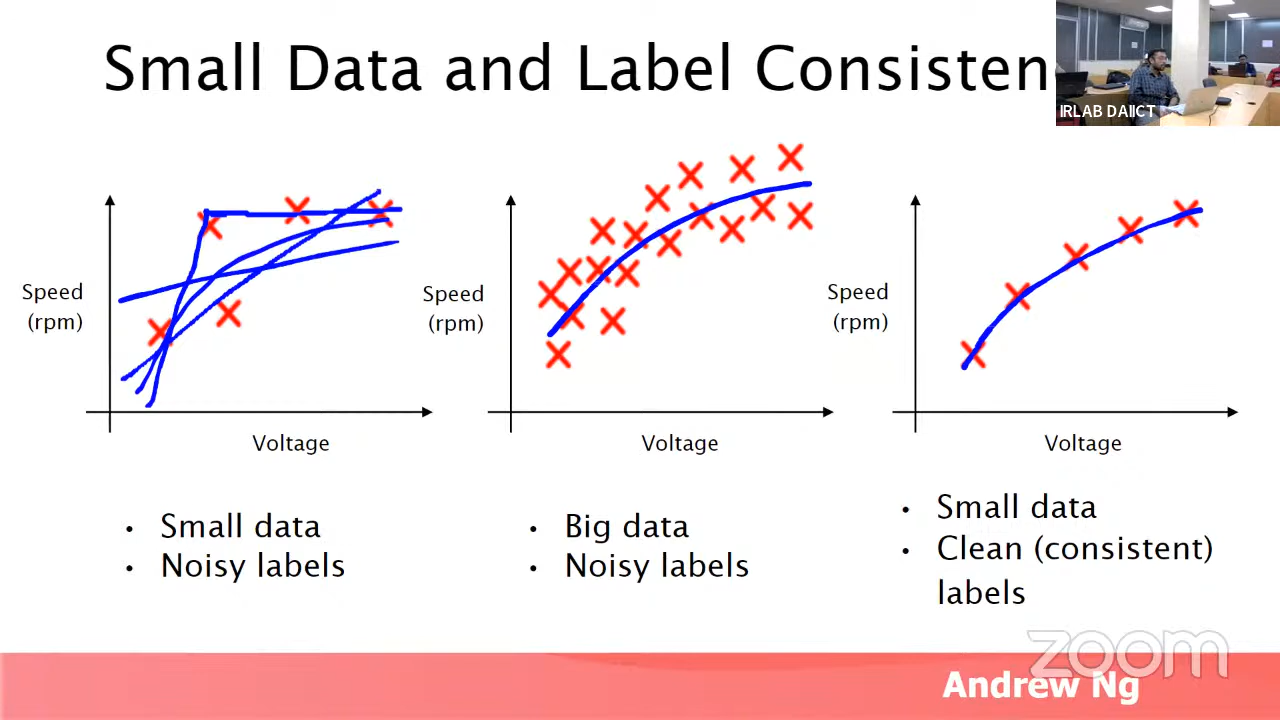 Small Data and Label Consisten
IRLAB DAIICT
Speed
(rpm)
Voltage
Speed
(rpm)
Voltage
Speed
(rpm)
Voltage
• Small data
• Noisy labels
• Big data
• Noisy labels
• Small data
• Clean (consistent)
labels
zoom
Andrew Ng